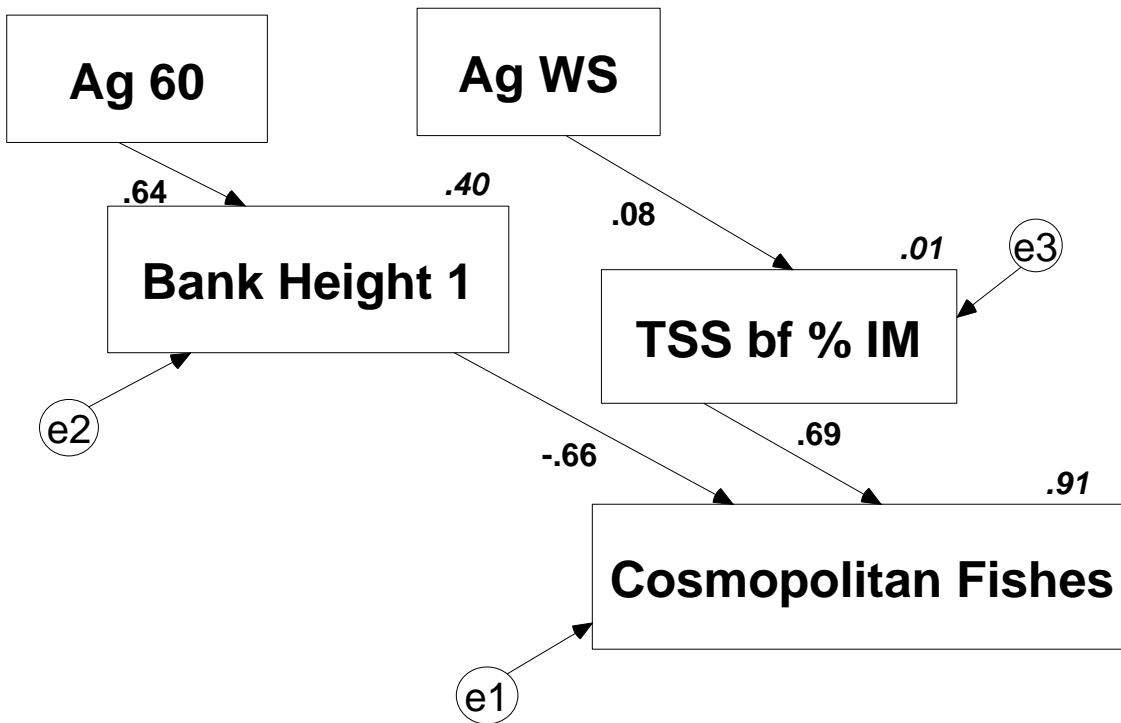 Ag 60
Ag WS
.64
.40
.08
Bank Height 1
.01
e3
TSS bf % IM
e2
-.66
.69
.91
Cosmopolitan Fishes
e1